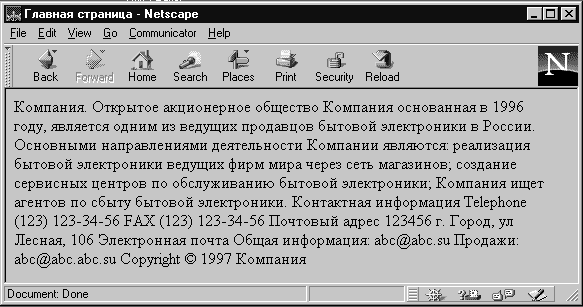 Главная страница - Netscape
File Edit View Go Communicator Help
Back Forward Home Search Places Print Security Reload
N
Компания. Открытое акционерное общество Компания основанная в 1996
году, является одним из ведущих продавцов бытовой электроники в России.
Основными направлениями деятельности Компании являются: реализация
бытовой электроники ведущих фирм мира через сеть магазинов; создание
сервисных центров по обслуживанию бытовой электроники; Компания ищет
агентов по сбыту бытовой электроники. Контактная информация Telephone
(123) 123-34-56 FAX (123) 123-34-56 Почтовый адрес 123456 г. Город, ул
Лесная, 106 Электронная почта Общая информация: abc@abc.su Продажи:
abc@abc.abc.su Copyright © 1997 Компания
Document: Done